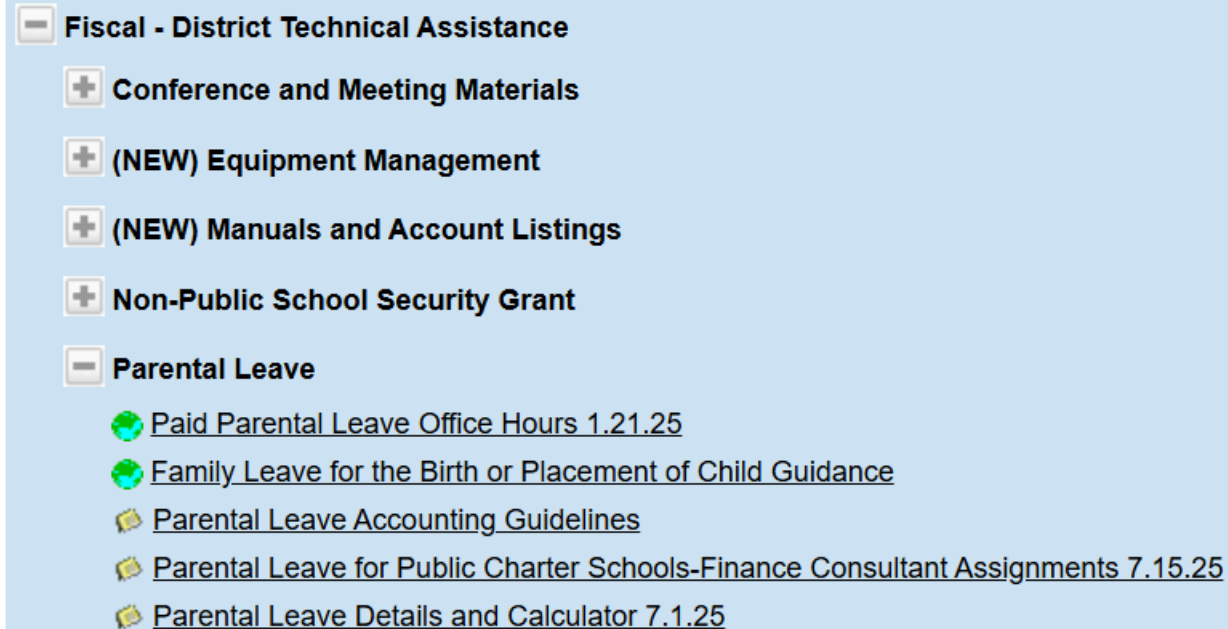 Fiscal - District Technical Assistance
Conference and Meeting Materials
(NEW) Equipment Management
(NEW) Manuals and Account Listings
Non-Public School Security Grant
Parental Leave
Paid Parental Leave Office Hours 1.21.25
Family Leave for the Birth or Placement of Child Guidance
Parental Leave Accounting Guidelines
Parental Leave for Public Charter Schools-Finance Consultant Assignments 7.15.25
Parental Leave Details and Calculator 7.1.25